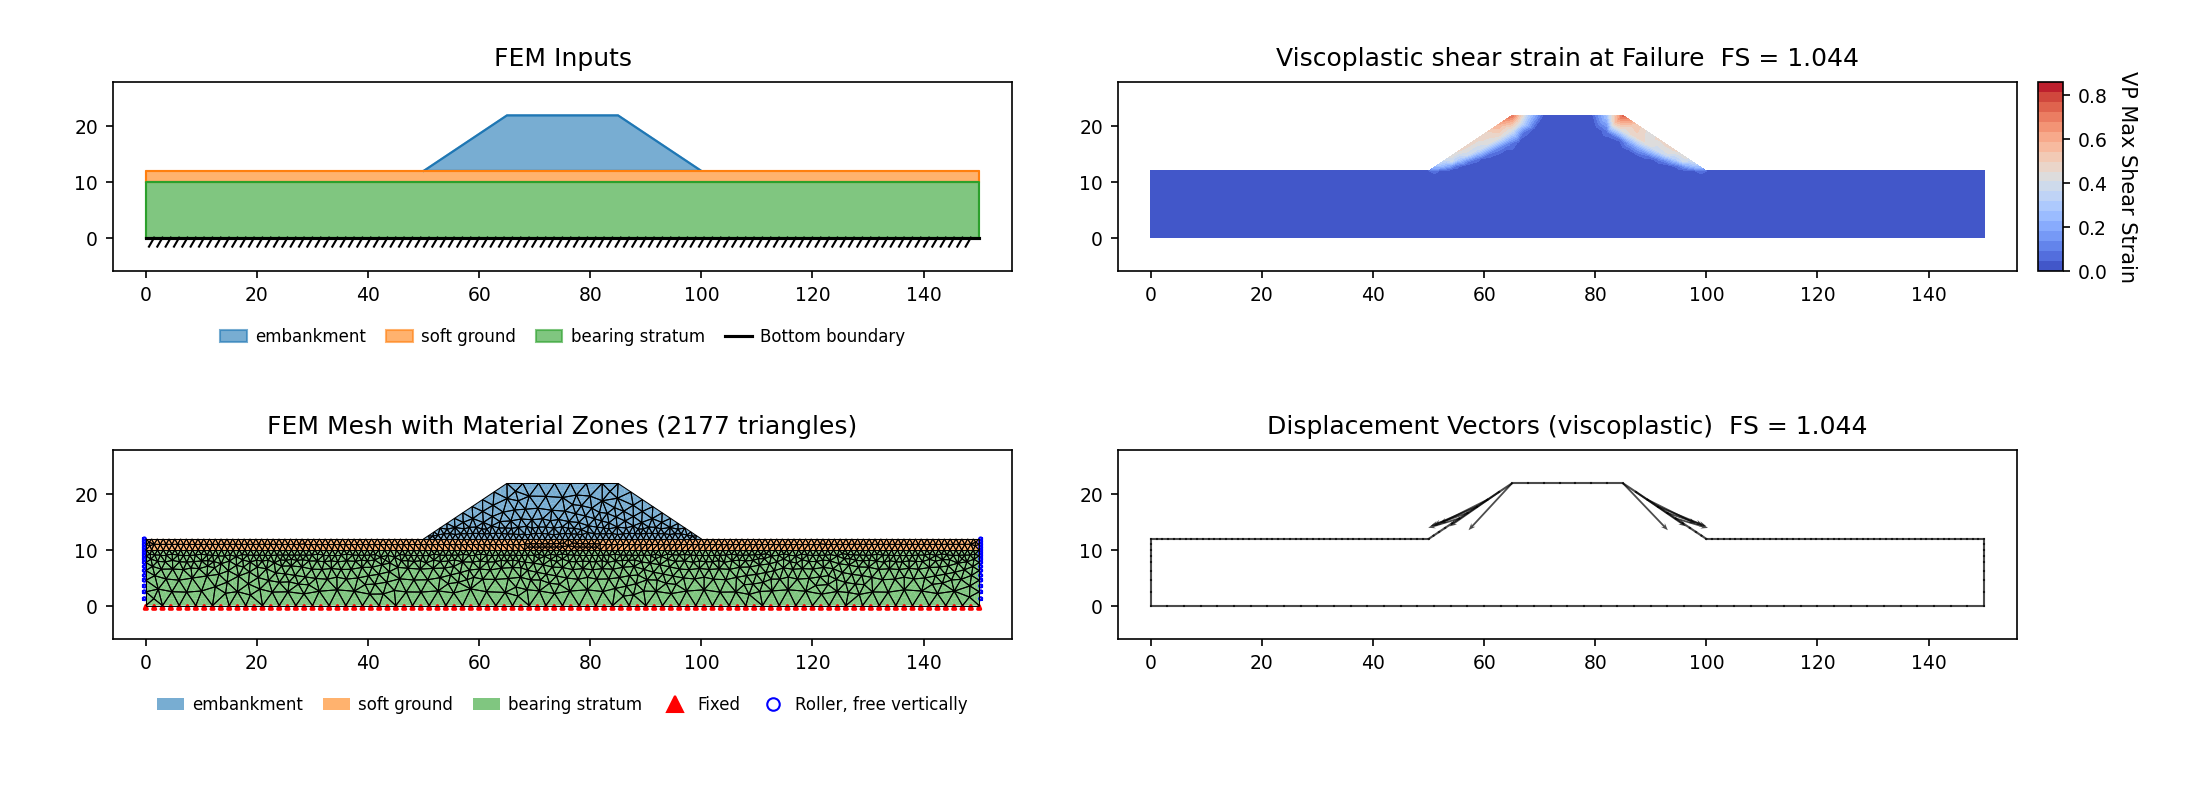 FEM Inputs
20
10
0
0 20 40 60 80 100 120 140
embankment soft ground bearing stratum Bottom boundary
Viscoplastic shear strain at Failure FS = 1.044
20
10
0
0 20 40 60 80 100 120 140
0.8
0.6
0.4
0.2
0.0
VP Max Shear Strain
FEM Mesh with Material Zones (2177 triangles)
20
10
0
0 20 40 60 80 100 120 140
embankment soft ground bearing stratum Fixed Roller, free vertically
Displacement Vectors (viscoplastic) FS = 1.044
20
10
0
0 20 40 60 80 100 120 140